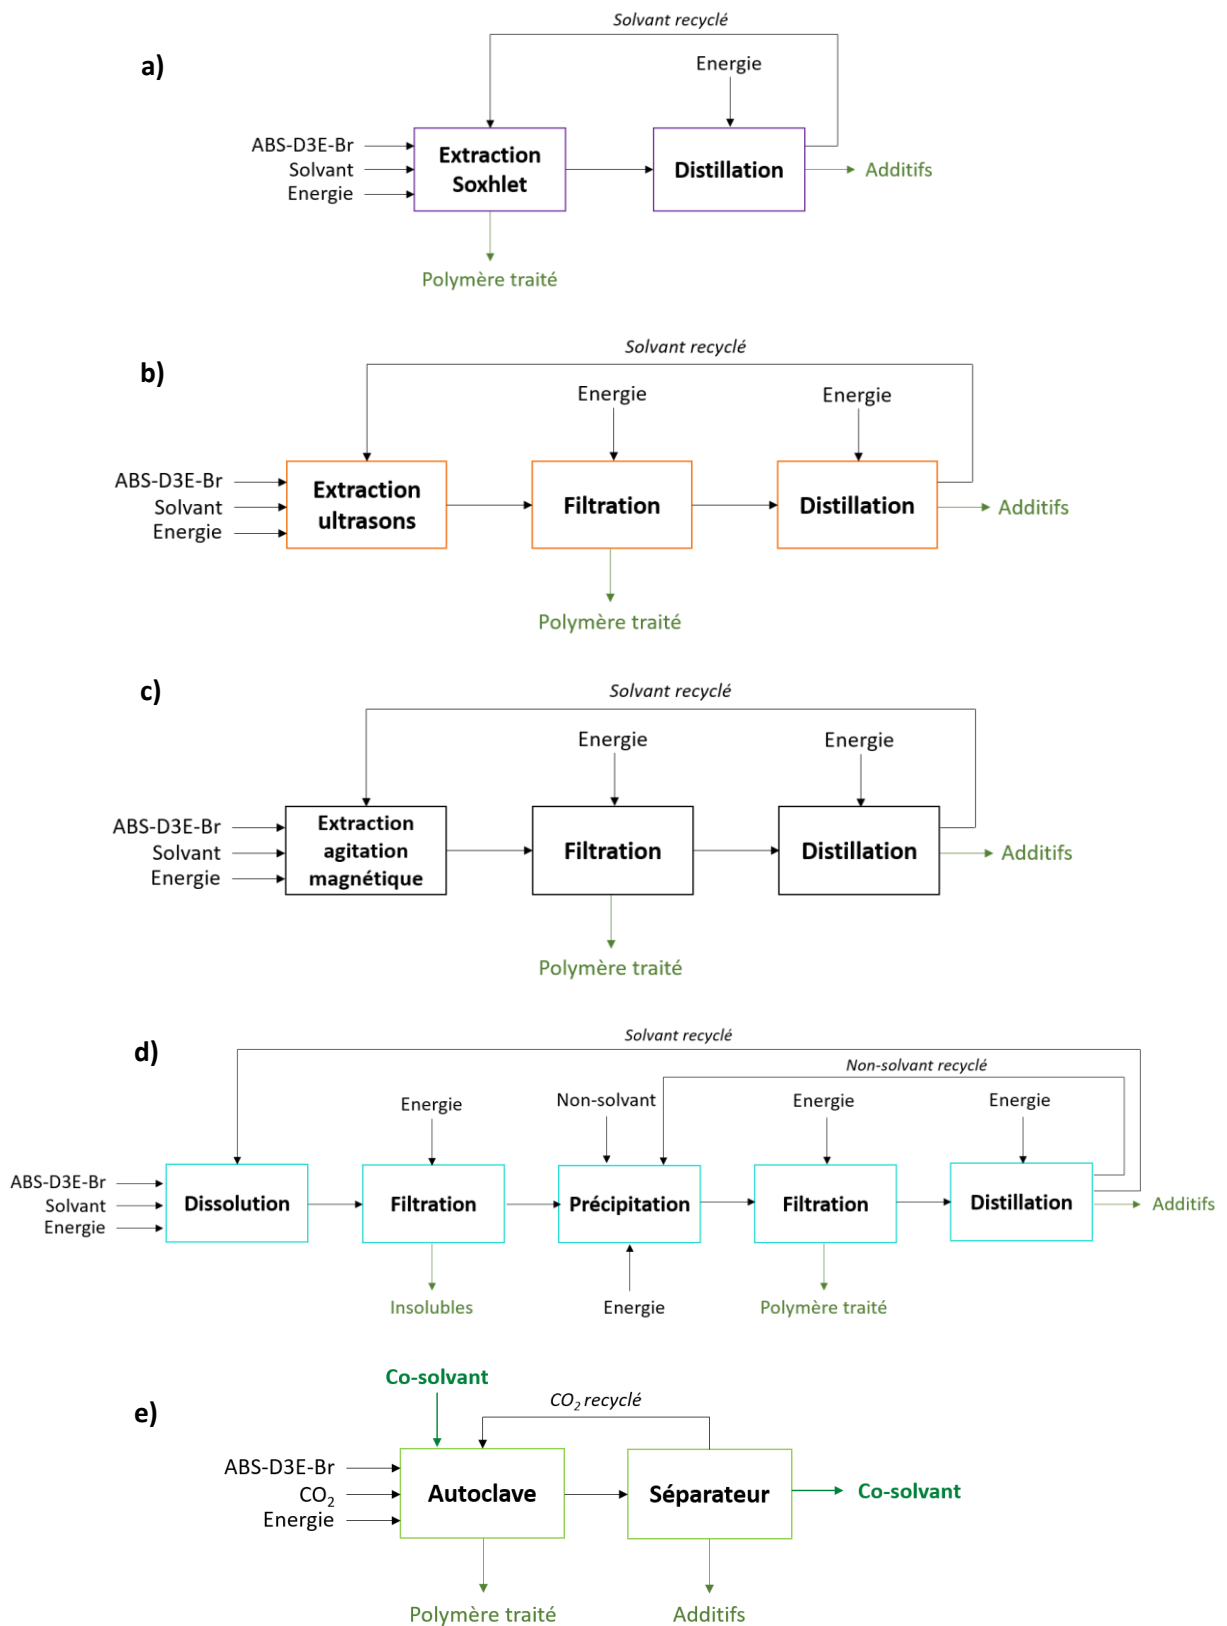 Solvant recyclé
a)
Energie
ABS-D3E-Br
Solvant
Energie
Extraction
Soxhlet
Distillation
Additifs
Polymère traité
Solvant recyclé
b)
Energie
Energie
ABS-D3E-Br
Solvant
Energie
Extraction
ultrasons
Filtration
Distillation
Additifs
Polymère traité
c)
Solvant recyclé
Energie
Energie
ABS-D3E-Br
Solvant
Energie
Extraction
agitation
magnétique
Filtration
Distillation
Additifs
Polymère traité
Solvant recyclé
d)
Non-solvant recyclé
Energie
Non-solvant
Energie
Energie
ABS-D3E-Br
Solvant
Energie
Dissolution
Filtration
Précipitation
Filtration
Distillation
Additifs
Insolubles
Energie
Polymère traité
Co-solvant
CO₂ recyclé
e)
ABS-D3E-Br
CO₂
Energie
Autoclave
Séparateur
Co-solvant
Polymère traité
Additifs